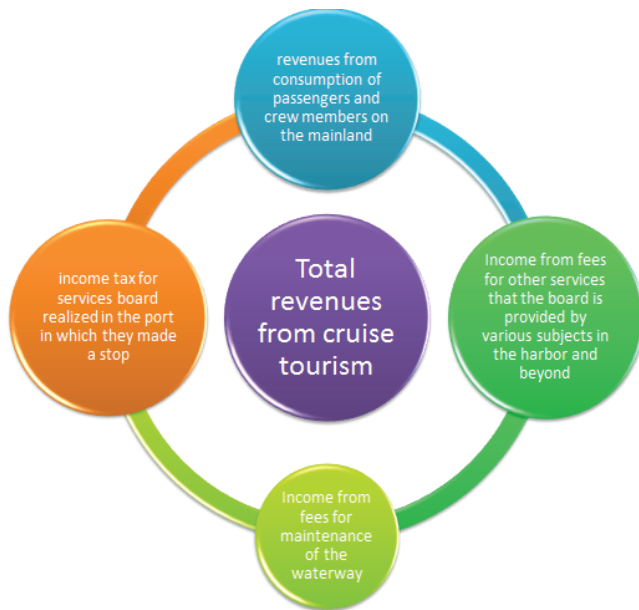 revenues from
consumption of
passengers and
crew members on
the mainland
Income from fees
for other services
that the board is
provided by
various subjects in
the harbor and
beyond
Income from
fees for
maintenance
of the
waterway
income tax for
services board
realized in the port
in which they made
a stop
Total
revenues
from cruise
tourism